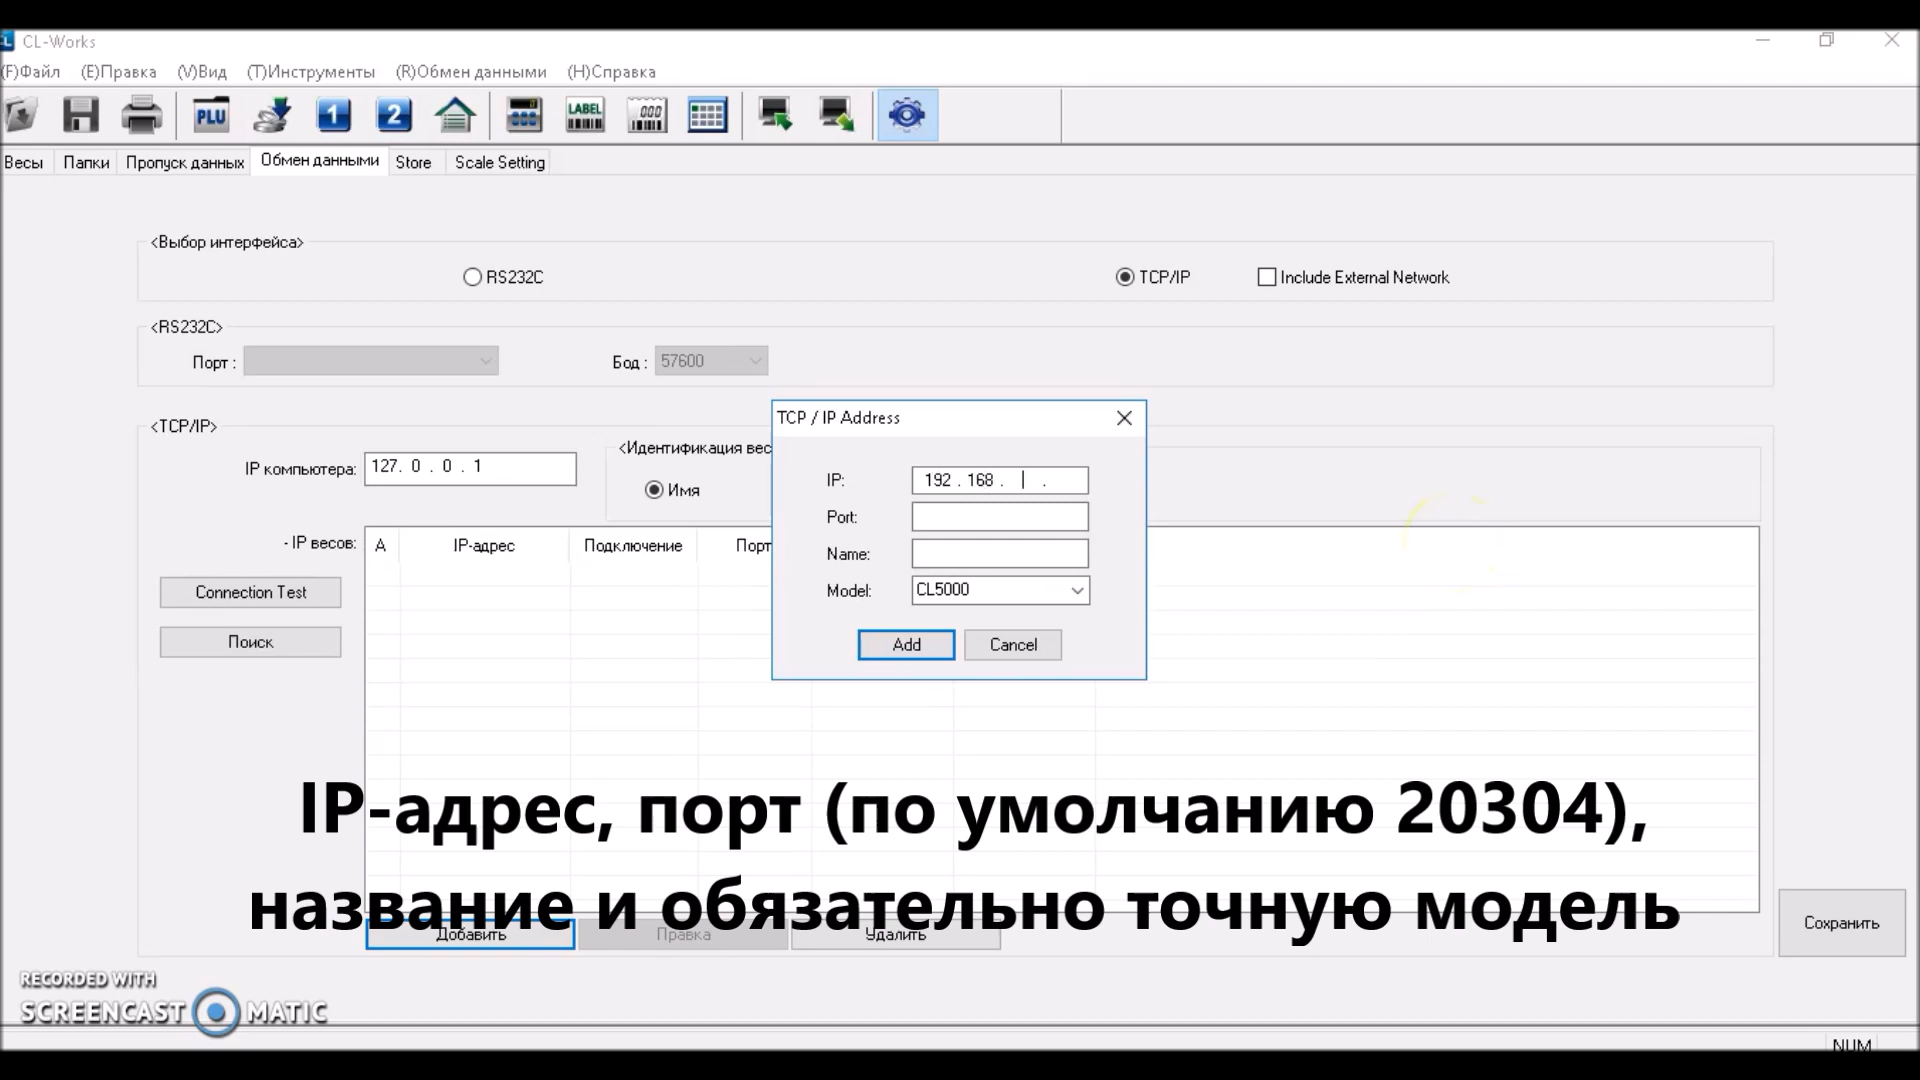 CL-Works
(F)Файл (E)Правка (V)Вид (T)Инструменты (R)Обмен данными (H)Справка
PLU 1 2 LABEL 000
Весы Папки Пропуск данных Обмен данными Store Scale Setting
<Выбор интерфейса>
RS232C TCP/IP Include External Network
<RS232C>
Порт : Бод : 57600
TCP / IP Address
<TCP/IP>
<Идентификация вес
IP компьютера: 127. 0 . 0 . 1
Имя
IP: 192 . 168 . .
Port:
- IP весов: A IP-адрес Подключение Порт
Name:
Connection Test
Model: CL5000
Поиск
Add Cancel
IP-адрес, порт (по умолчанию 20304),
название и обязательно точную модель
Добавить Правка Удалить
Сохранить
RECORDED WITH
SCREENCAST MATIC
NUM